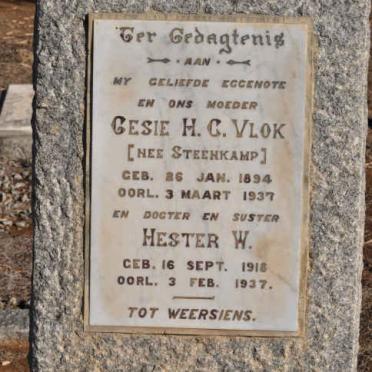 Ter Gedagtenis
AAN
MY GELIEFDE EGGENOTE
EN ONS MOEDER
GESIE H. C. VLOK
[NEE STEENKAMP]
GEB. 26 JAN. 1894
OORL. 3 MAART 1937
EN DOGTER EN SUSTER
HESTER W.
GEB. 16 SEPT. 1918
OORL. 3 FEB. 1937.
TOT WEERSIENS.